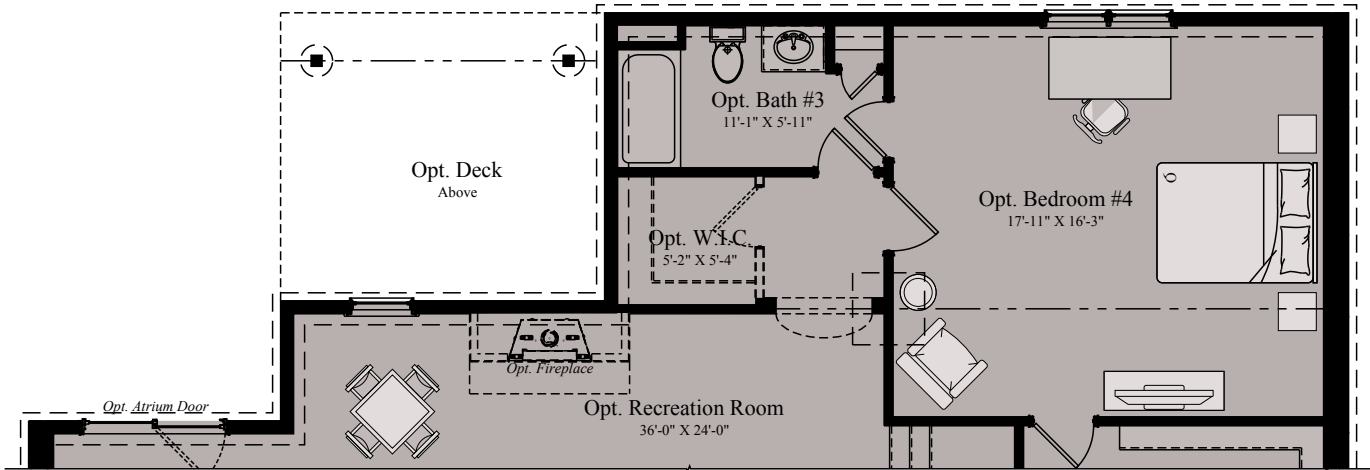 Opt. Bath #3
11'-1" X 5'-11"
Opt. Deck
Above
Opt. Bedroom #4
17'-11" X 16'-3"
Opt. W.I.C.
5'-2" X 5'-4"
Opt. Fireplace
Opt. Atrium Door
Opt. Recreation Room
36'-0" X 24'-0"